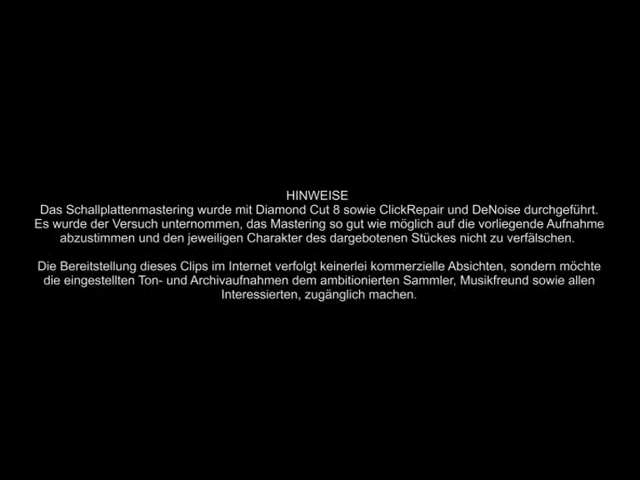 HINWEISE
Das Schallplattenmastering wurde mit Diamond Cut 8 sowie ClickRepair und DeNoise durchgeführt.
Es wurde der Versuch unternommen, das Mastering so gut wie möglich auf die vorliegende Aufnahme
abzustimmen und den jeweiligen Charakter des dargebotenen Stückes nicht zu verfälschen.
Die Bereitstellung dieses Clips im Internet verfolgt keinerlei kommerzielle Absichten, sondern möchte
die eingestellten Ton- und Archivaufnahmen dem ambitionierten Sammler, Musikfreund sowie allen
Interessierten, zugänglich machen.